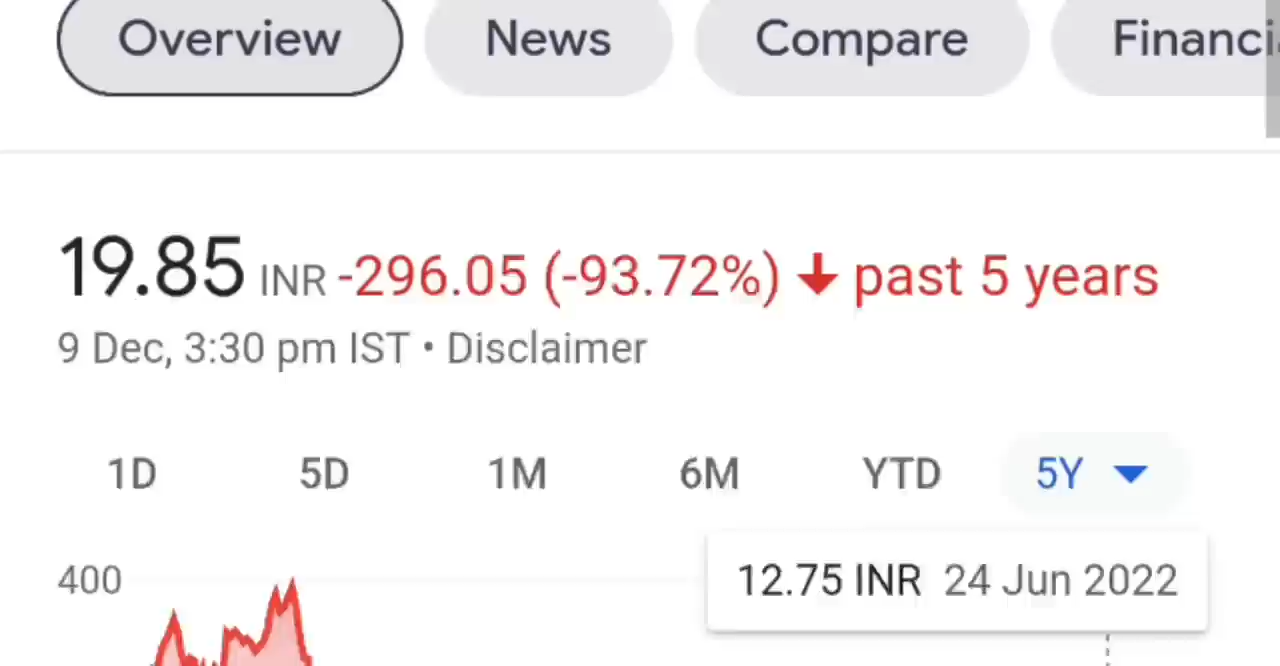 Overview News Compare Financi
19.85 INR -296.05 (-93.72%) ↓ past 5 years
9 Dec, 3:30 pm IST • Disclaimer
1D 5D 1M 6M YTD 5Y
12.75 INR 24 Jun 2022
400